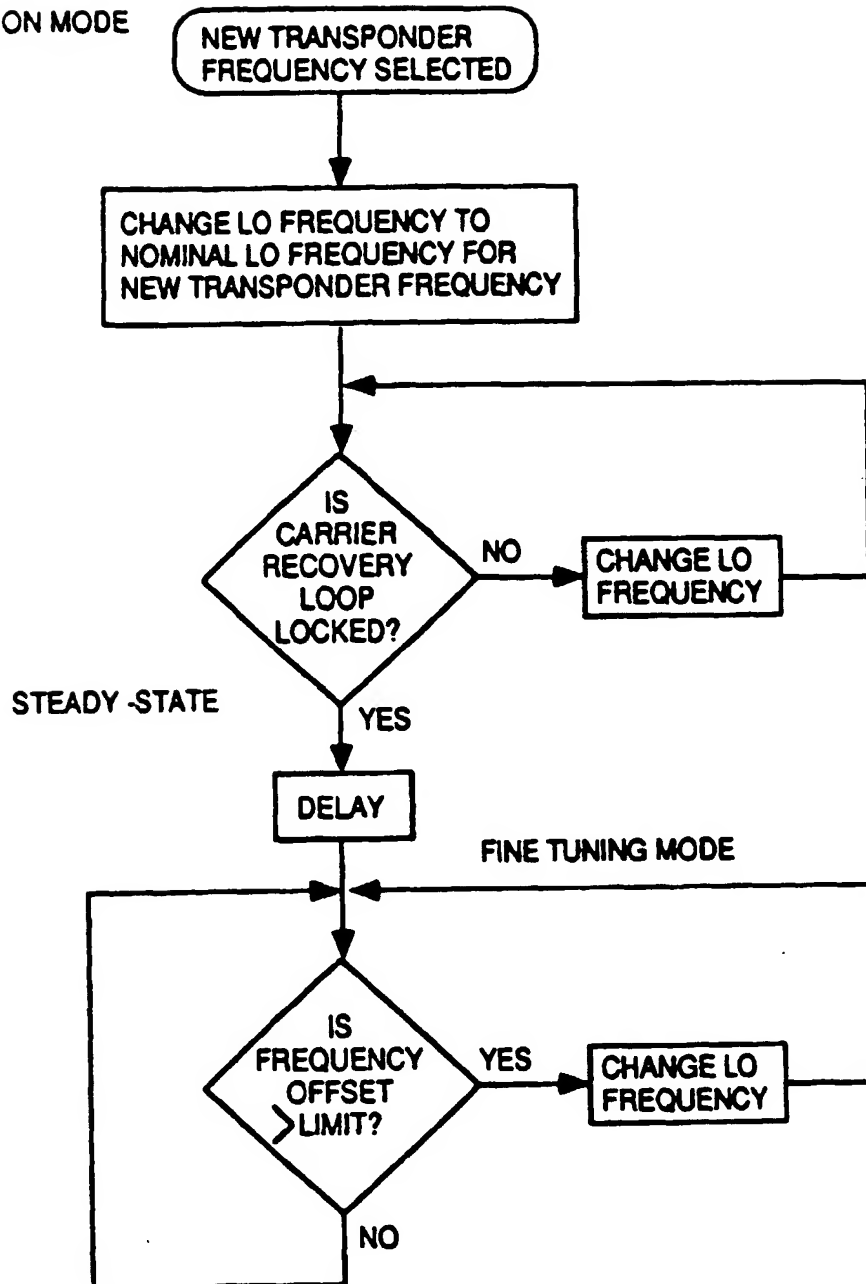 ON MODE
NEW TRANSPONDER
FREQUENCY SELECTED
CHANGE LO FREQUENCY TO
NOMINAL LO FREQUENCY FOR
NEW TRANSPONDER FREQUENCY
IS
CARRIER
RECOVERY
LOOP
LOCKED?
NO
CHANGE LO
FREQUENCY
STEADY -STATE
YES
DELAY
FINE TUNING MODE
IS
FREQUENCY
OFFSET
>LIMIT?
YES
CHANGE LO
FREQUENCY
NO